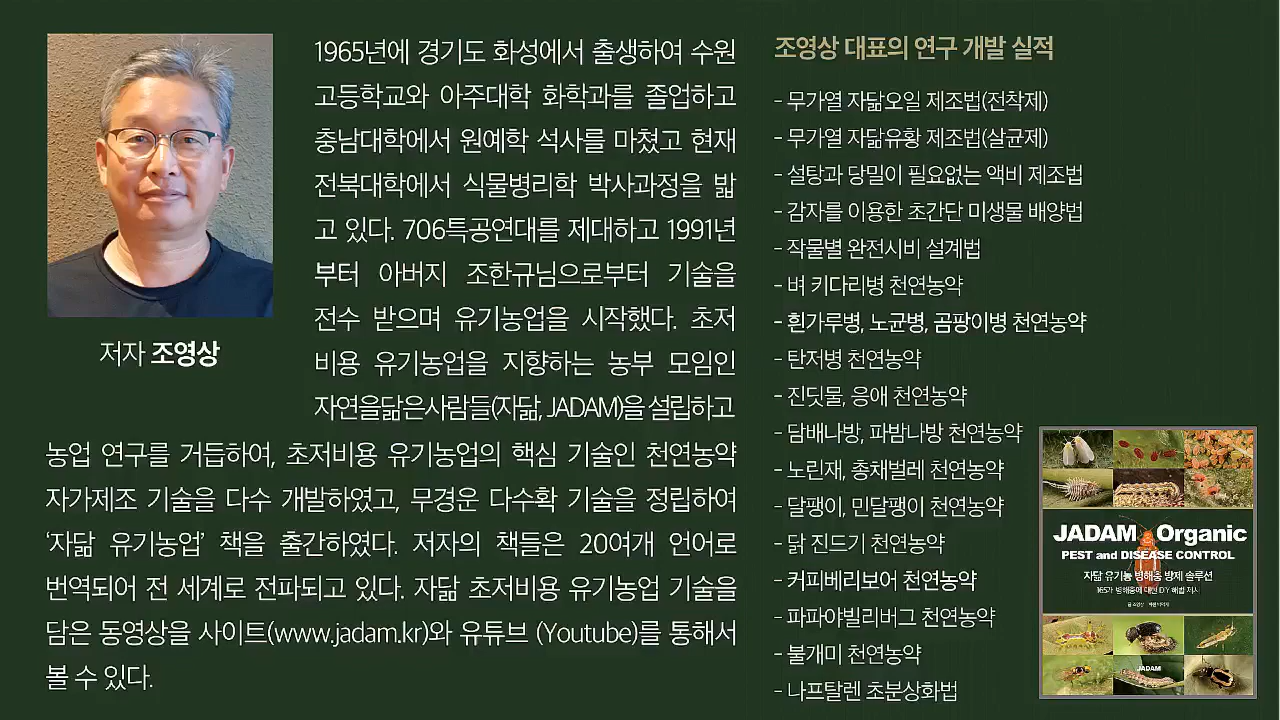 1965년에 경기도 화성에서 출생하여 수원
고등학교와 아주대학 화학과를 졸업하고
충남대학에서 원예학 석사를 마쳤고 현재
전북대학에서 식물병리학 박사과정을 밟
고 있다. 706특공연대를 제대하고 1991년
부터 아버지 조한규님으로부터 기술을
전수 받으며 유기농업을 시작했다. 초저
비용 유기농업을 지향하는 농부 모임인
자연을닮은사람들(자닮, JADAM)을 설립하고
농업 연구를 거듭하여, 초저비용 유기농업의 핵심 기술인 천연농약
자가제조 기술을 다수 개발하였고, 무경운 다수확 기술을 정립하여
‘자닮 유기농업’ 책을 출간하였다. 저자의 책들은 20여개 언어로
번역되어 전 세계로 전파되고 있다. 자닮 초저비용 유기농업 기술을
담은 동영상을 사이트(www.jadam.kr)와 유튜브 (Youtube)를 통해서
볼 수 있다.
저자 조영상
조영상 대표의 연구 개발 실적
- 무가열 자닮오일 제조법(전착제)
- 무가열 자닮유황 제조법(살균제)
- 설탕과 당밀이 필요없는 액비 제조법
- 감자를 이용한 초간단 미생물 배양법
- 작물별 완전시비 설계법
- 벼 키다리병 천연농약
- 흰가루병, 노균병, 곰팡이병 천연농약
- 탄저병 천연농약
- 진딧물, 응애 천연농약
- 담배나방, 파밤나방 천연농약
- 노린재, 총채벌레 천연농약
- 달팽이, 민달팽이 천연농약
- 닭 진드기 천연농약
- 커피베리보어 천연농약
- 파파야빌리버그 천연농약
- 불개미 천연농약
- 나프탈렌 초분상화법
JADAM Organic
PEST and DISEASE CONTROL
자닮 유기농 병해충 방제 솔루션
165가 병해충에 대한 DIY 해법 제시
JADAM